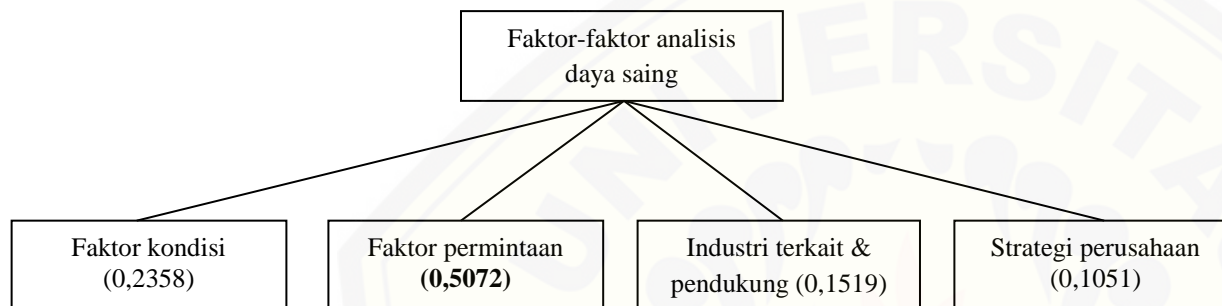 Faktor-faktor analisis
daya saing
Faktor kondisi
(0,2358)
Faktor permintaan
(0,5072)
Industri terkait &
pendukung (0,1519)
Strategi perusahaan
(0,1051)
UNIVERSITA